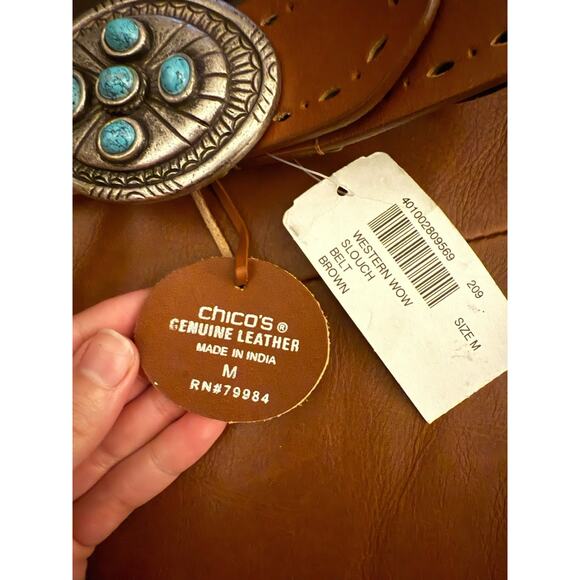 chico's®
GENUINE LEATHER
MADE IN INDIA
M
RN#79984
401002809569
209
WESTERN WOW
SLOUCH
BELT
BROWN
SIZE M